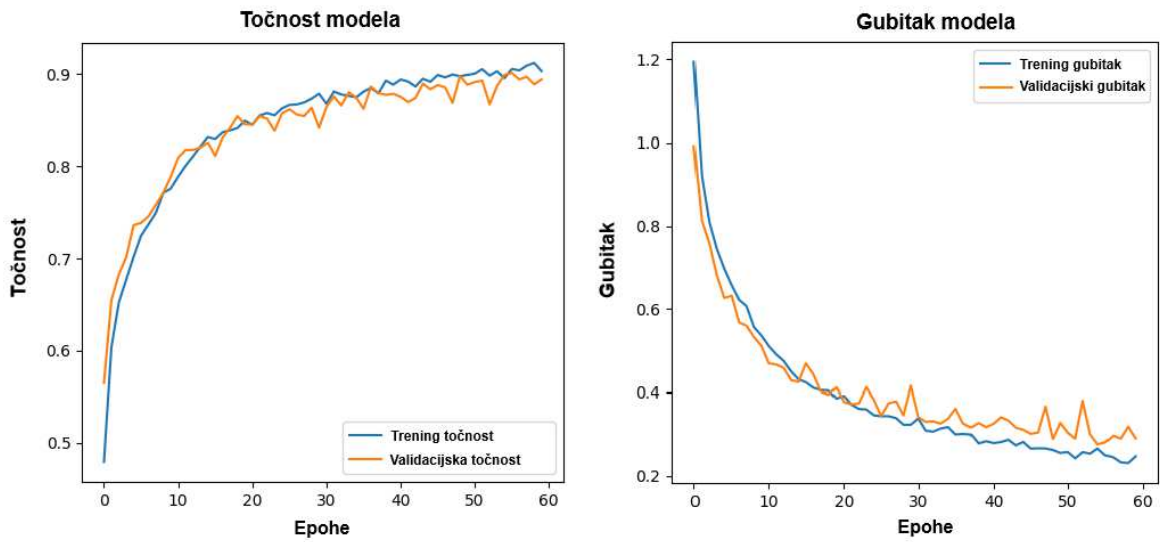 Točnost modela
0.9
0.8
0.7
0.6
0.5
Točnost
Trening točnost
Validacijska točnost
0 10 20 30 40 50 60
Epohe
Gubitak modela
1.2
1.0
0.8
0.6
0.4
0.2
Gubitak
Trening gubitak
Validacijski gubitak
0 10 20 30 40 50 60
Epohe